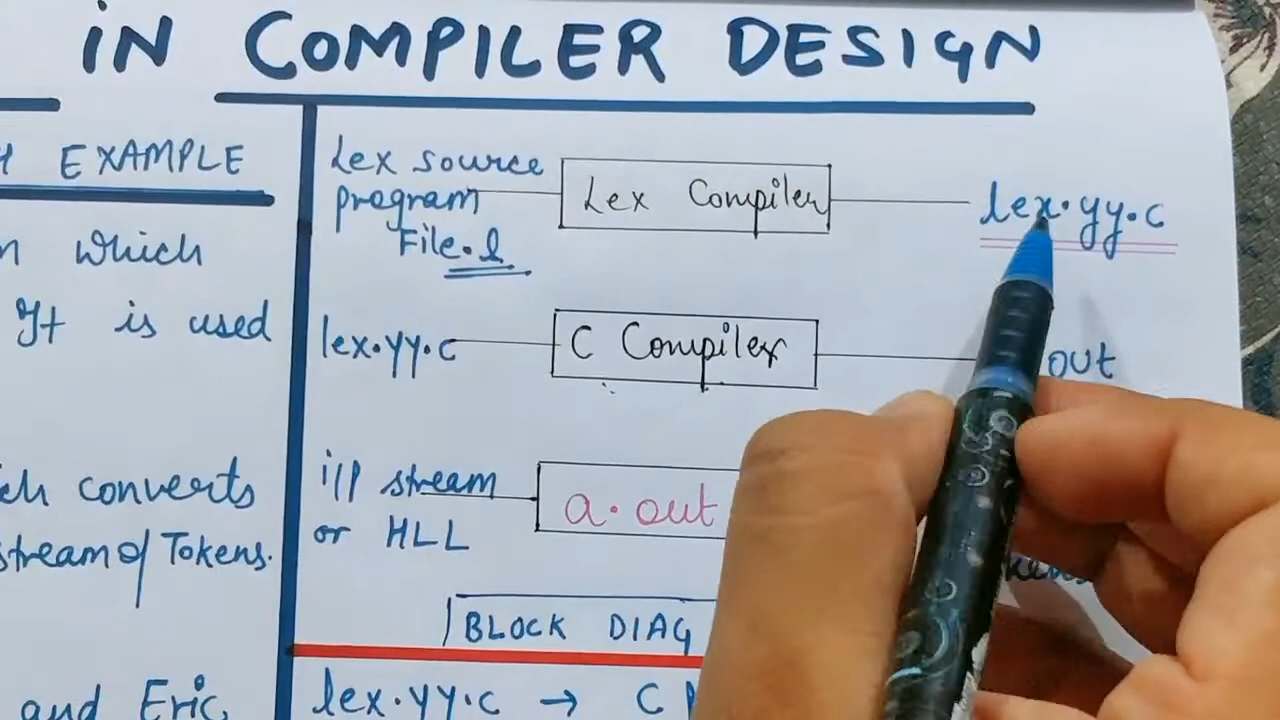 IN COMPILER DESIGN
EXAMPLE
which
It is used
converts
stream of Tokens.
and Eric
Lex source
program
File.l
Lex Compiler
lex.yy.c
lex.yy.c
C Compiler
out
i/p stream
or HLL
a.out
BLOCK DIAG
lex.yy.c → C